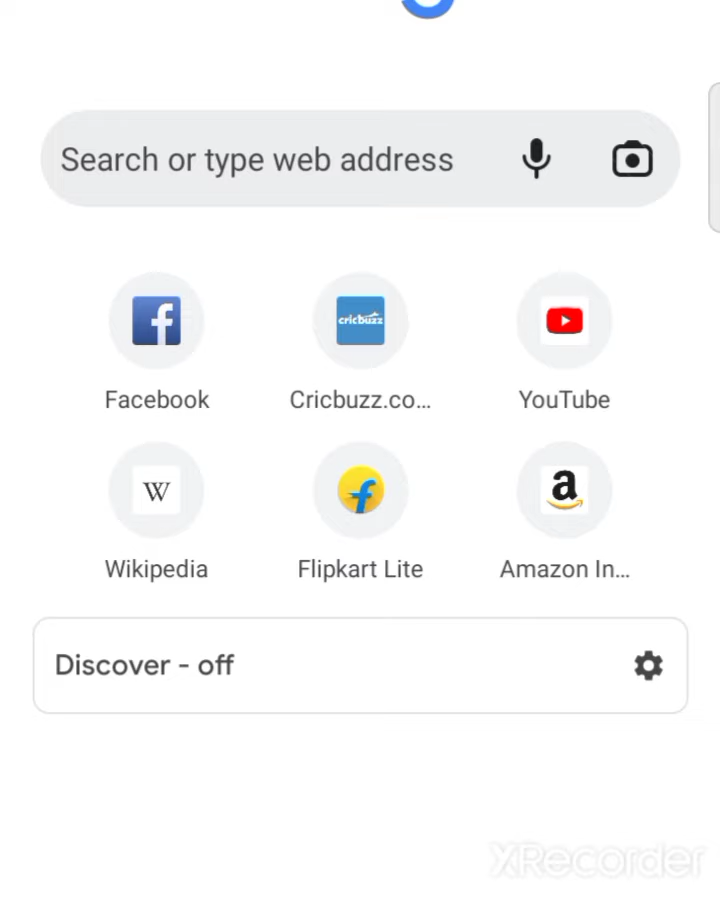 Search or type web address
cricbuzz
Facebook
Cricbuzz.co...
YouTube
W
a
Wikipedia
Flipkart Lite
Amazon In...
Discover - off
XRecorder